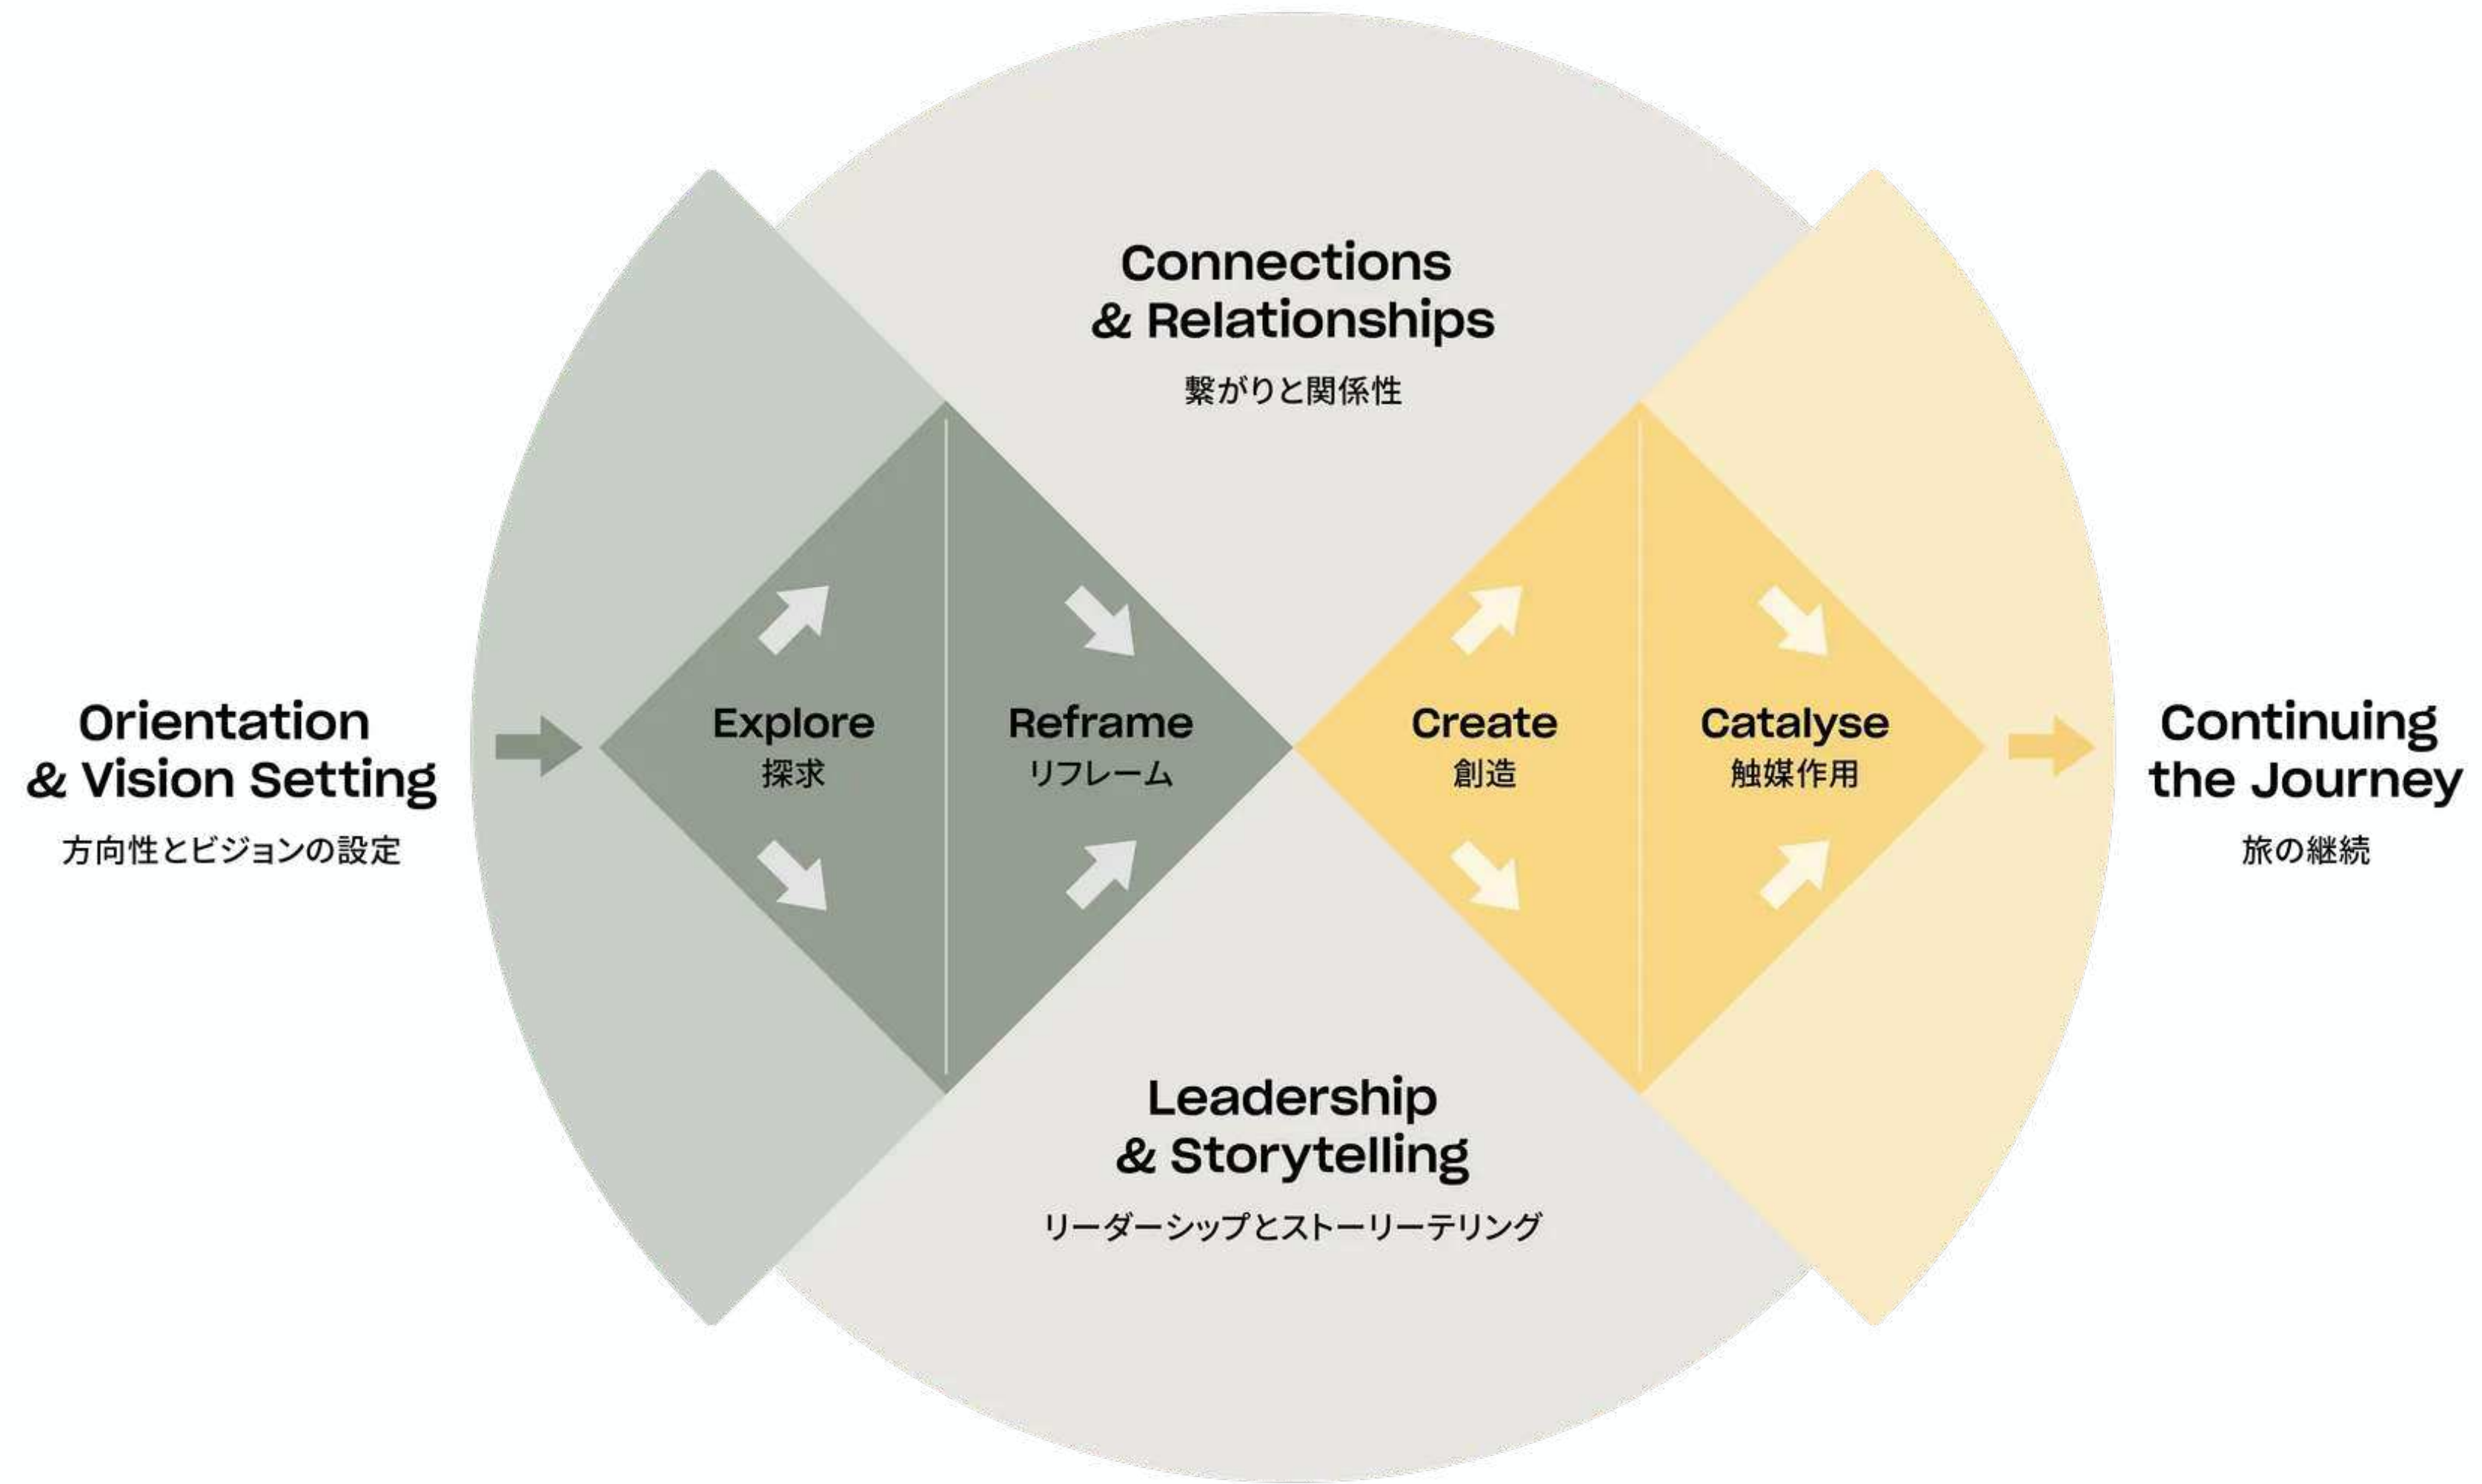 Connections
& Relationships
繋がりと関係性
Orientation
& Vision Setting
方向性とビジョンの設定
Explore
探求
Reframe
リフレーム
Create
創造
Catalyse
触媒作用
Continuing
the Journey
旅の継続
Leadership
& Storytelling
リーダーシップとストーリーテリング